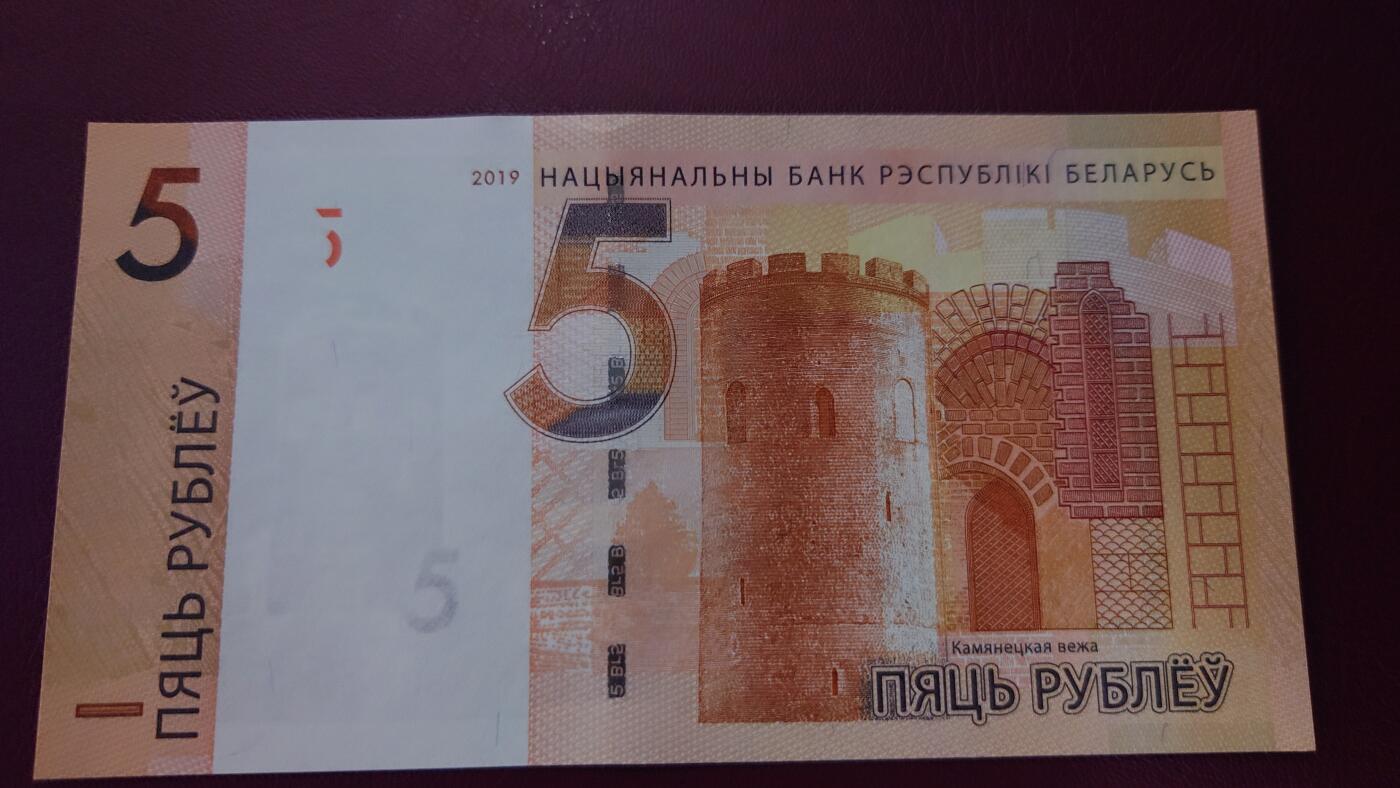 5
ПЯЦЬ РУБЛЁЎ
5
2019 НАЦЫЯНАЛЬНЫ БАНК РЭСПУБЛІКІ БЕЛАРУСЬ
5
Камянецкая вежа
ПЯЦЬ РУБЛЁЎ